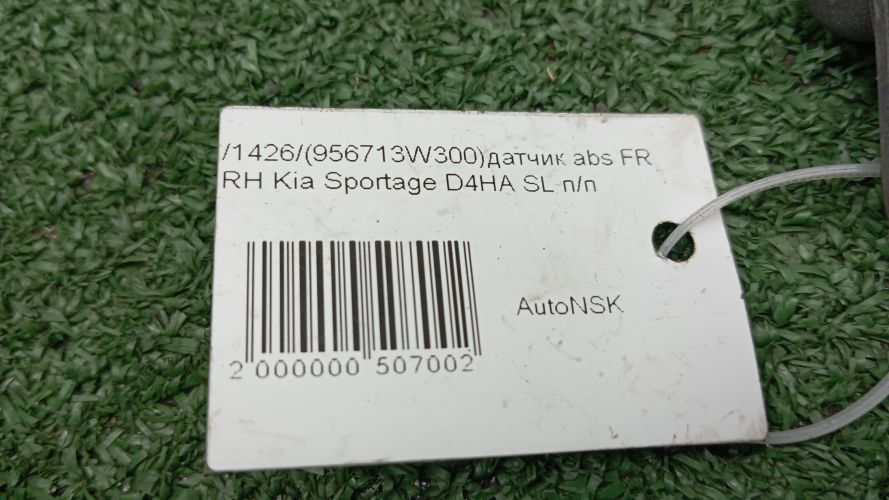 /1426/(956713W300)датчик abs FR
RH Kia Sportage D4HA SL п/п
AutoNSK
2 000000 507002